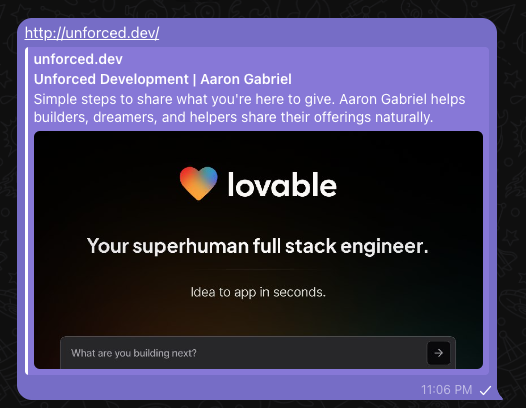 http://unforced.dev/
unforced.dev
Unforced Development | Aaron Gabriel
Simple steps to share what you're here to give. Aaron Gabriel helps
builders, dreamers, and helpers share their offerings naturally.
lovable
Your superhuman full stack engineer.
Idea to app in seconds.
What are you building next?
11:06 PM